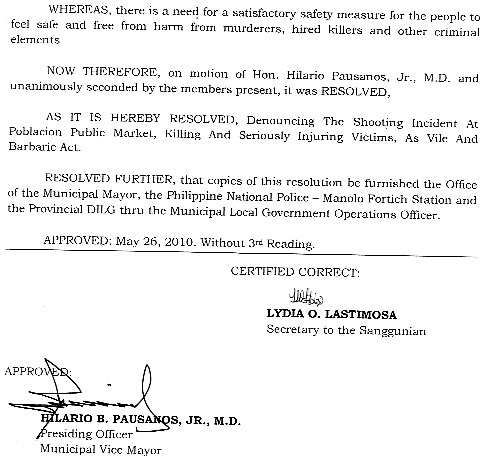 WHEREAS, there is a need for a satisfactory safety measure for the people to
feel safe and free from harm from murderers, hired killers and other criminal
elements
NOW THEREFORE, on motion of Hon. Hilario Pausanos, Jr., M.D. and
unanimously seconded by the members present, it was RESOLVED,
AS IT IS HEREBY RESOLVED, Denouncing The Shooting Incident At
Poblacion Public Market, Killing And Seriously Injuring Victims, As Vile And
Barbaric Act.
RESOLVED FURTHER, that copies of this resolution be furnished the Office
of the Municipal Mayor, the Philippine National Police – Manolo Fortich Station and
the Provincial DILG thru the Municipal Local Government Operations Officer.
APPROVED: May 26, 2010. Without 3rd Reading.
CERTIFIED CORRECT:
LYDIA O. LASTIMOSA
Secretary to the Sanggunian
APPROVED:
HILARIO B. PAUSANOS, JR., M.D.
Presiding Officer
Municipal Vice Mayor